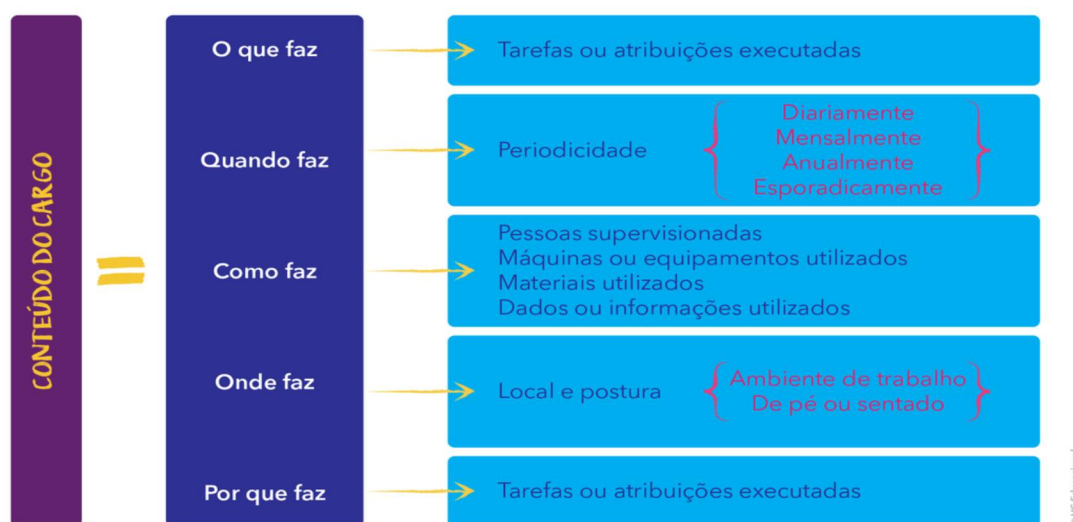 CONTEÚDO DO CARGO
=
O que faz
Tarefas ou atribuições executadas
Quando faz
Periodicidade
Diariamente
Mensalmente
Anualmente
Esporadicamente
Como faz
Pessoas supervisionadas
Máquinas ou equipamentos utilizados
Materiais utilizados
Dados ou informações utilizados
Onde faz
Local e postura
Ambiente de trabalho
De pé ou sentado
Por que faz
Tarefas ou atribuições executadas